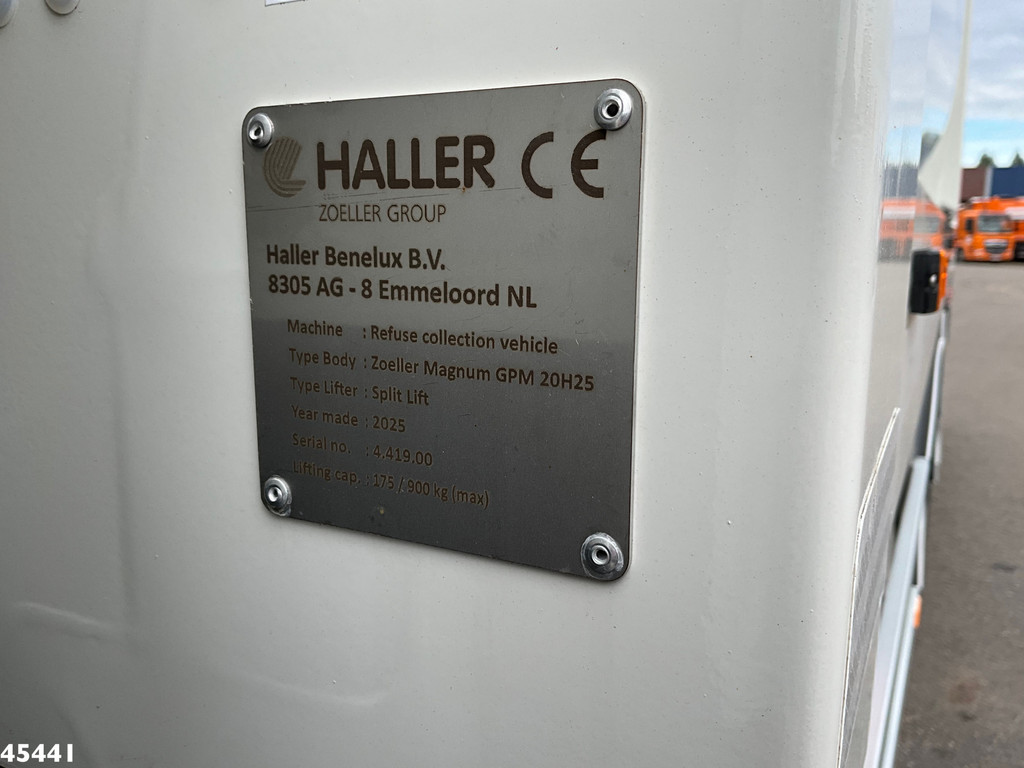 HALLER CE
ZOELLER GROUP
Haller Benelux B.V.
8305 AG - 8 Emmeloord NL
Machine : Refuse collection vehicle
Type Body : Zoeller Magnum GPM 20H25
Type Lifter : Split Lift
Year made : 2025
Serial no. : 4.419.00
Lifting cap. : 175 / 900 kg (max)
45441